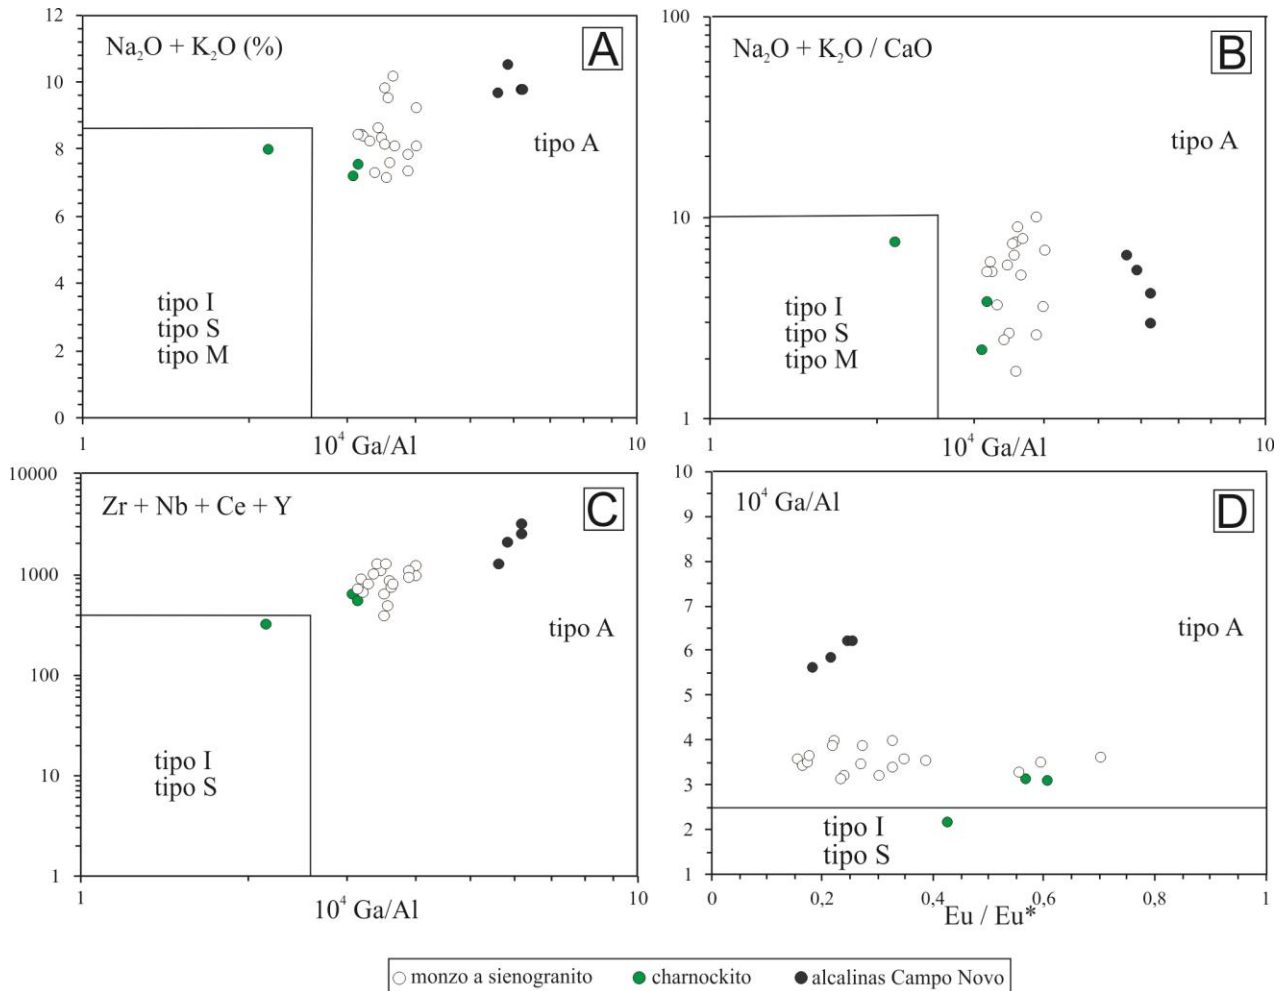 Na₂O + K₂O (%)
A
12
10
8
6
4
2
0
tipo A
tipo I
tipo S
tipo M
1
10⁴ Ga/Al
10
Na₂O + K₂O / CaO
B
100
10
1
tipo A
tipo I
tipo S
tipo M
1
10⁴ Ga/Al
10
Zr + Nb + Ce + Y
C
10000
1000
100
10
1
tipo A
tipo I
tipo S
1
10⁴ Ga/Al
10
10⁴ Ga/Al
D
10
9
8
7
6
5
4
3
2
1
tipo A
tipo I
tipo S
0
0,2
0,4
0,6
0,8
1
Eu / Eu*
monzo a sienogranito
charnockito
alcalinas Campo Novo